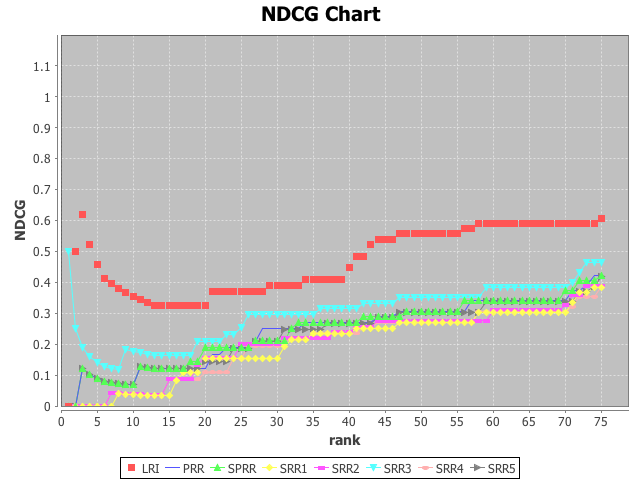 NDCG Chart
1.1
1
0.9
0.8
0.7
0.6
0.5
0.4
0.3
0.2
0.1
0
NDCG
0 5 10 15 20 25 30 35 40 45 50 55 60 65 70 75
rank
LRI PRR SPRR SRR1 SRR2 SRR3 SRR4 SRR5